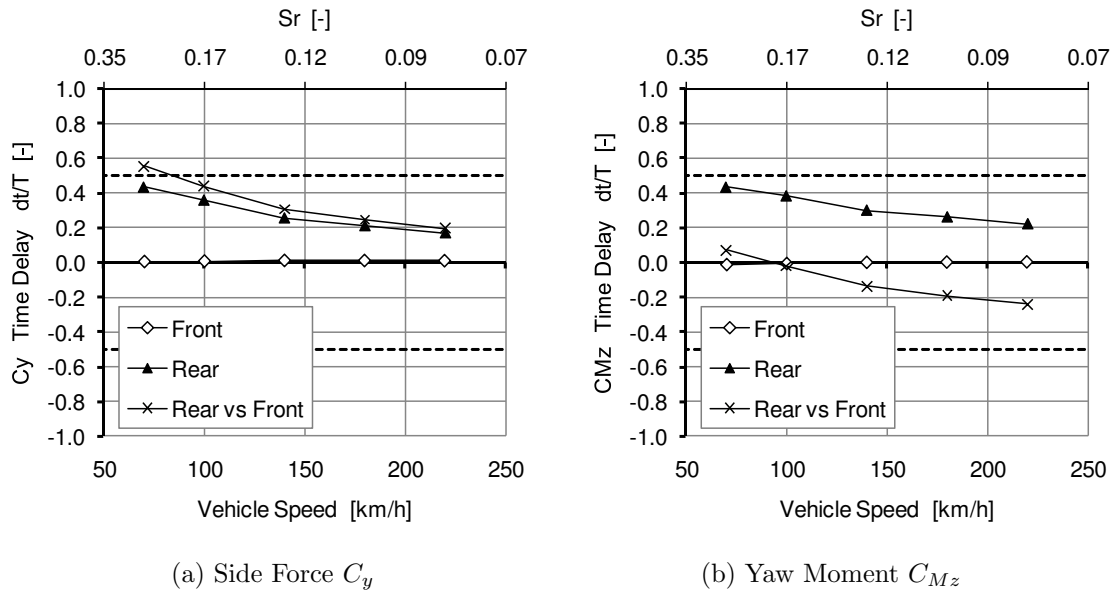 Sr [-]
0.35 0.17 0.12 0.09 0.07
1.0
0.8
0.6
0.4
0.2
0.0
-0.2
-0.4
-0.6
-0.8
-1.0
Cy Time Delay dt/T [-]
Front
Rear
Rear vs Front
50 100 150 200 250
Vehicle Speed [km/h]
(a) Side Force Cy
Sr [-]
0.35 0.17 0.12 0.09 0.07
1.0
0.8
0.6
0.4
0.2
0.0
-0.2
-0.4
-0.6
-0.8
-1.0
CMz Time Delay dt/T [-]
Front
Rear
Rear vs Front
50 100 150 200 250
Vehicle Speed [km/h]
(b) Yaw Moment CMz